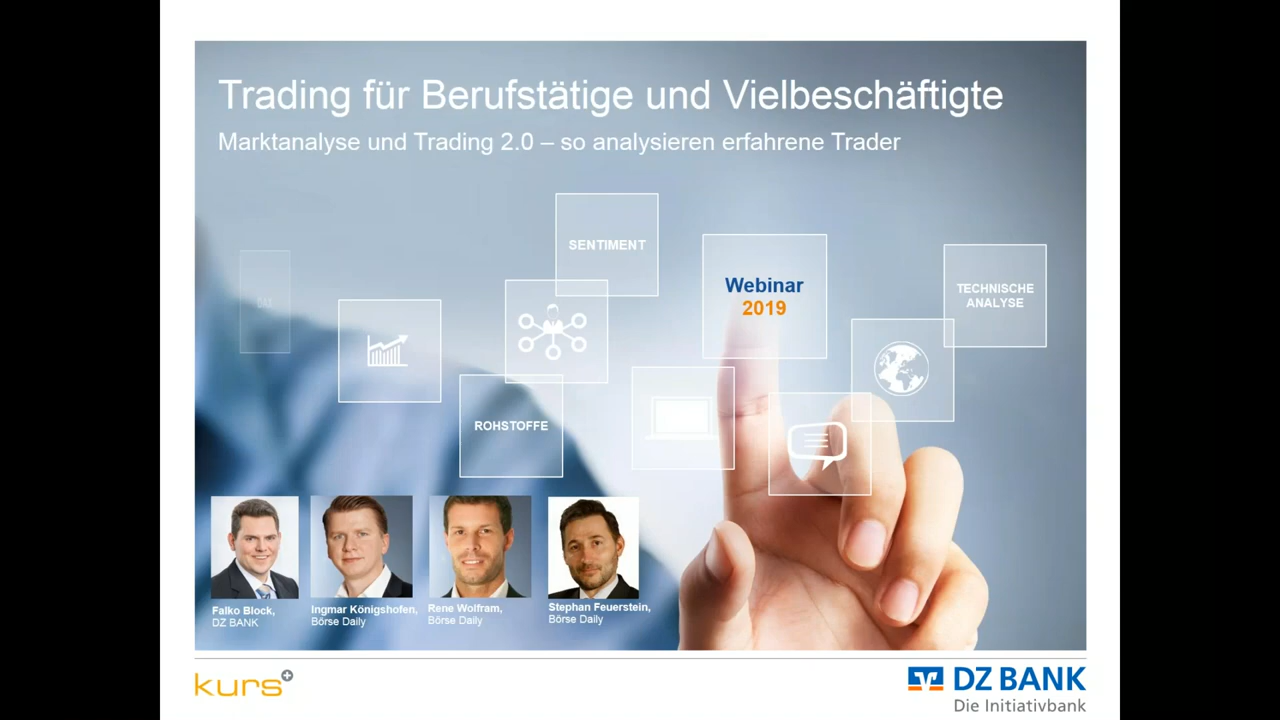 Trading für Berufstätige und Vielbeschäftigte
Marktanalyse und Trading 2.0 – so analysieren erfahrene Trader
SENTIMENT
Webinar
2019
TECHNISCHE
ANALYSE
DAS
ROHSTOFFE
Falko Block,
DZ BANK
Ingmar Königshofen,
Börse Daily
Rene Wolfram,
Börse Daily
Stephan Feuerstein,
Börse Daily
kurs+
DZ BANK
Die Initiativbank